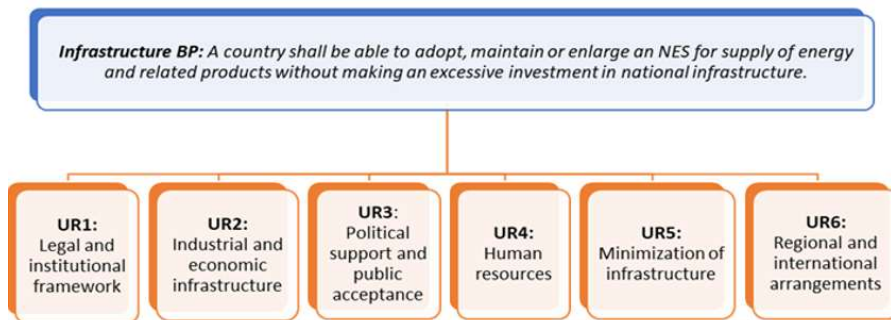 Infrastructure BP: A country shall be able to adopt, maintain or enlarge an NES for supply of energy
and related products without making an excessive investment in national infrastructure.
UR1:
Legal and
institutional
framework
UR2:
Industrial and
economic
infrastructure
UR3:
Political
support and
public
acceptance
UR4:
Human
resources
UR5:
Minimization of
infrastructure
UR6:
Regional and
international
arrangements